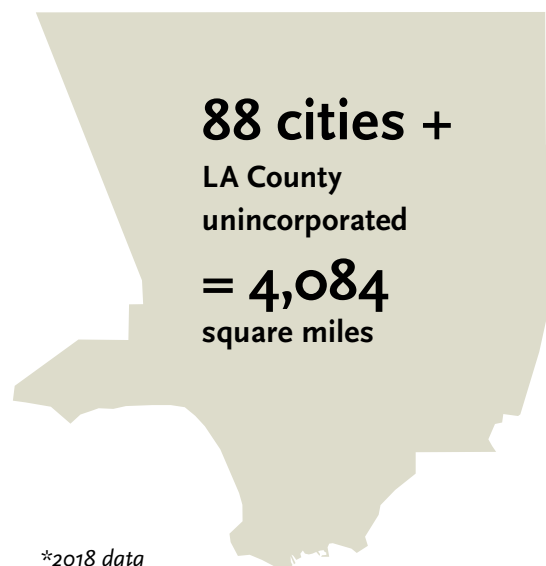 88 cities +
LA County
unincorporated
= 4,084
square miles
*2018 data